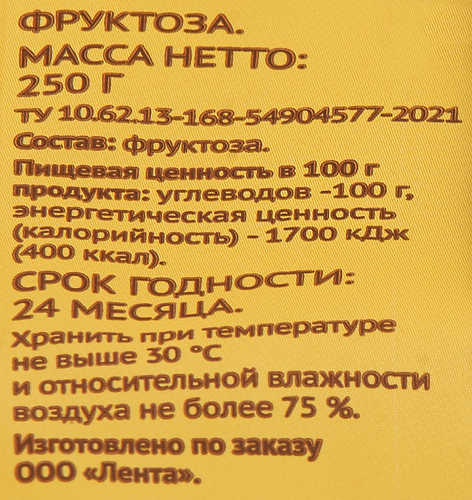 ФРУКТОЗА.
МАССА НЕТТО:
250 Г
ТУ 10.62.13-168-54904577-2021
Состав: фруктоза.
Пищевая ценность в 100 г
продукта: углеводов -100 г,
энергетическая ценность
(калорийность) - 1700 кДж
(400 ккал).
СРОК ГОДНОСТИ:
24 МЕСЯЦА.
Хранить при температуре
не выше 30 °С
и относительной влажности
воздуха не более 75 %.
Изготовлено по заказу
ООО «Лента».